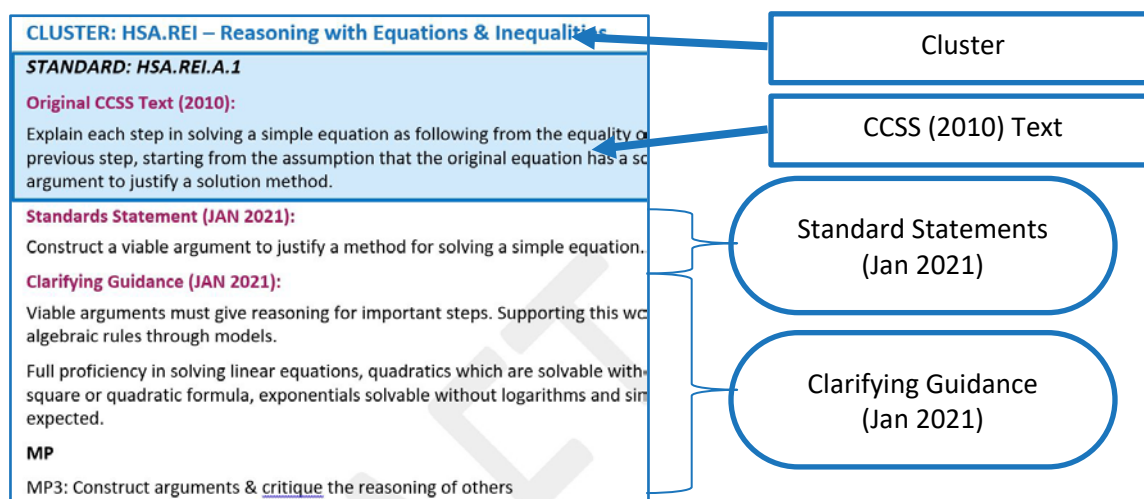 CLUSTER: HSA.REI – Reasoning with Equations & Inequalities
STANDARD: HSA.REI.A.1
Original CCSS Text (2010):
Explain each step in solving a simple equation as following from the equality
previous step, starting from the assumption that the original equation has a
argument to justify a solution method.
Standards Statement (JAN 2021):
Construct a viable argument to justify a method for solving a simple equation.
Clarifying Guidance (JAN 2021):
Viable arguments must give reasoning for important steps. Supporting this
algebraic rules through models.
Full proficiency in solving linear equations, quadratics which are solvable with
square or quadratic formula, exponentials solvable without logarithms and
expected.
MP
MP3: Construct arguments & critique the reasoning of others
Cluster
CCSS (2010) Text
Standard Statements
(Jan 2021)
Clarifying Guidance
(Jan 2021)